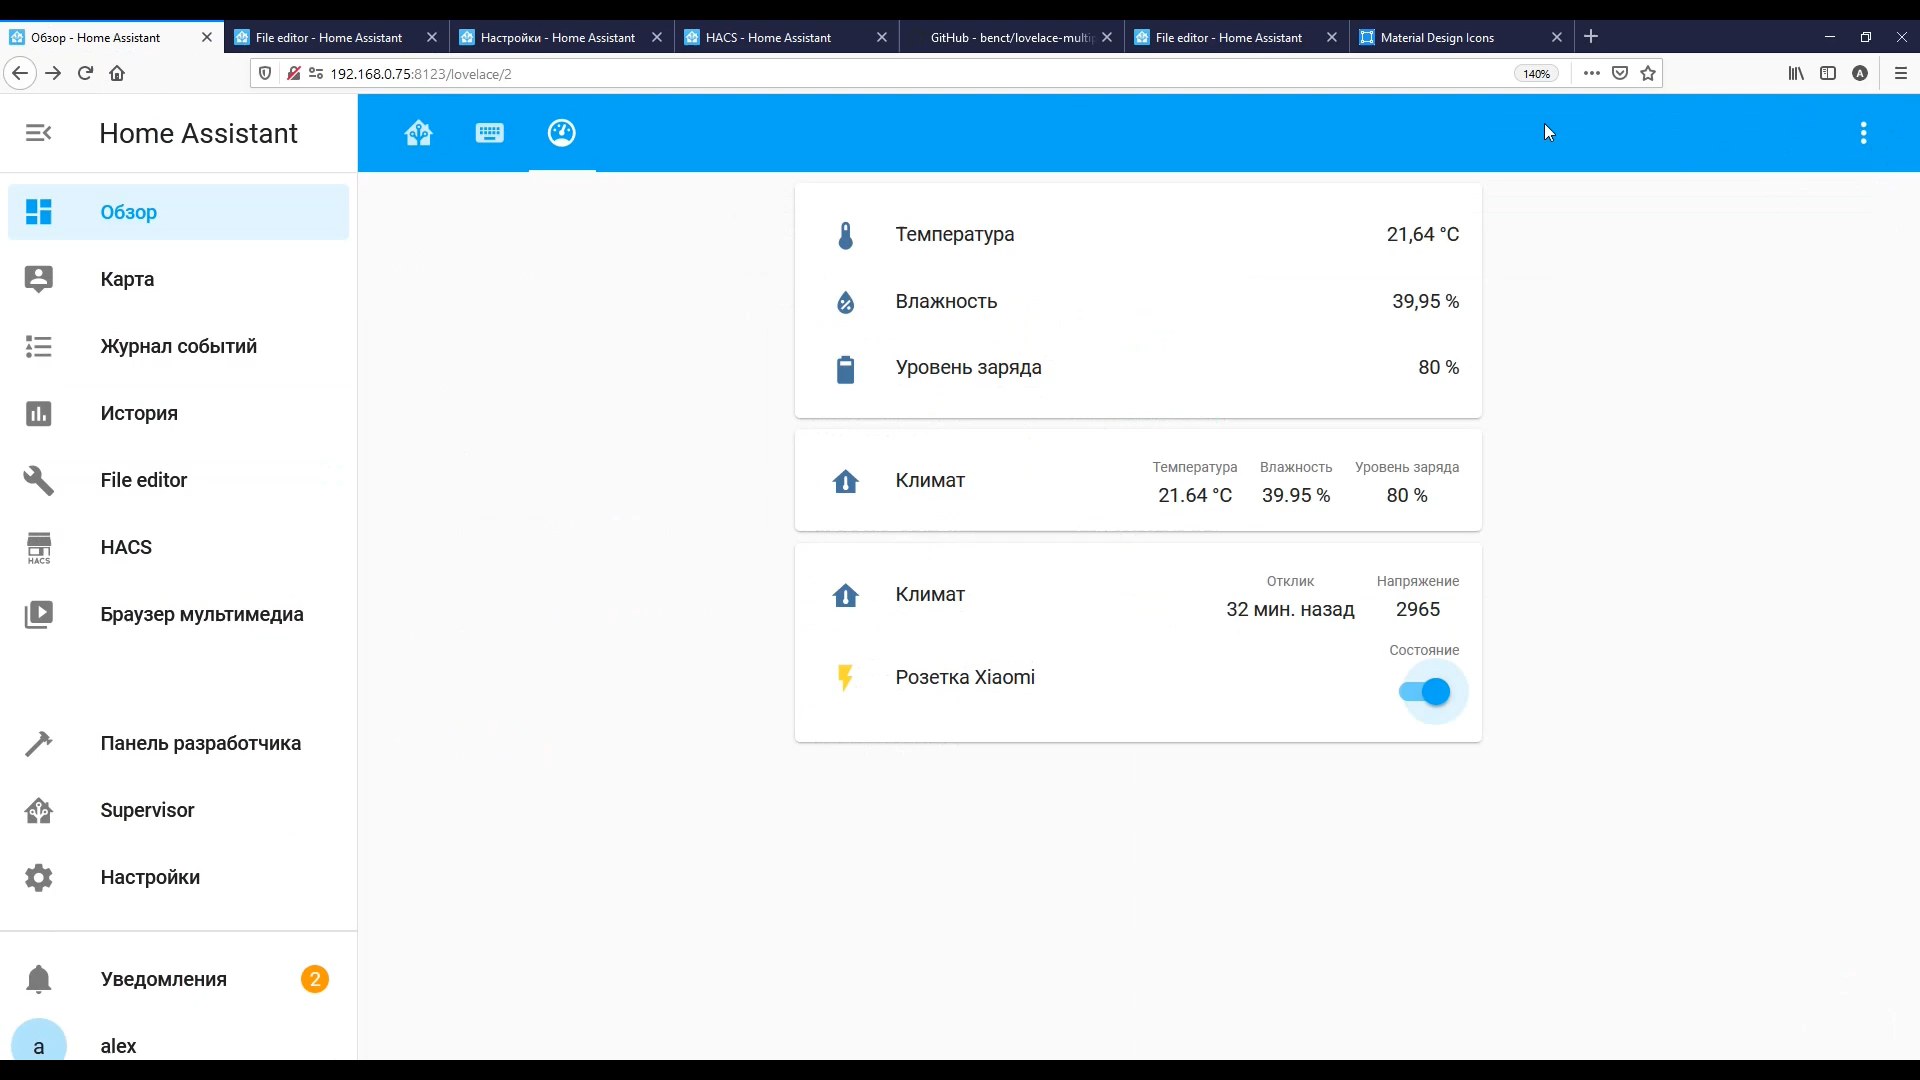 Обзор - Home Assistant
File editor - Home Assistant
Настройки - Home Assistant
HACS - Home Assistant
GitHub - benct/lovelace-multip
File editor - Home Assistant
Material Design Icons
192.168.0.75:8123/lovelace/2
140%
A
Home Assistant
Обзор
Карта
Журнал событий
История
File editor
HACS
HACS
Браузер мультимедиа
Панель разработчика
Supervisor
Настройки
Уведомления
2
a
alex
Температура
21,64 °C
Влажность
39,95 %
Уровень заряда
80 %
Климат
Температура
Влажность
Уровень заряда
21.64 °C
39.95 %
80 %
Климат
Отклик
Напряжение
32 мин. назад
2965
Розетка Xiaomi
Состояние